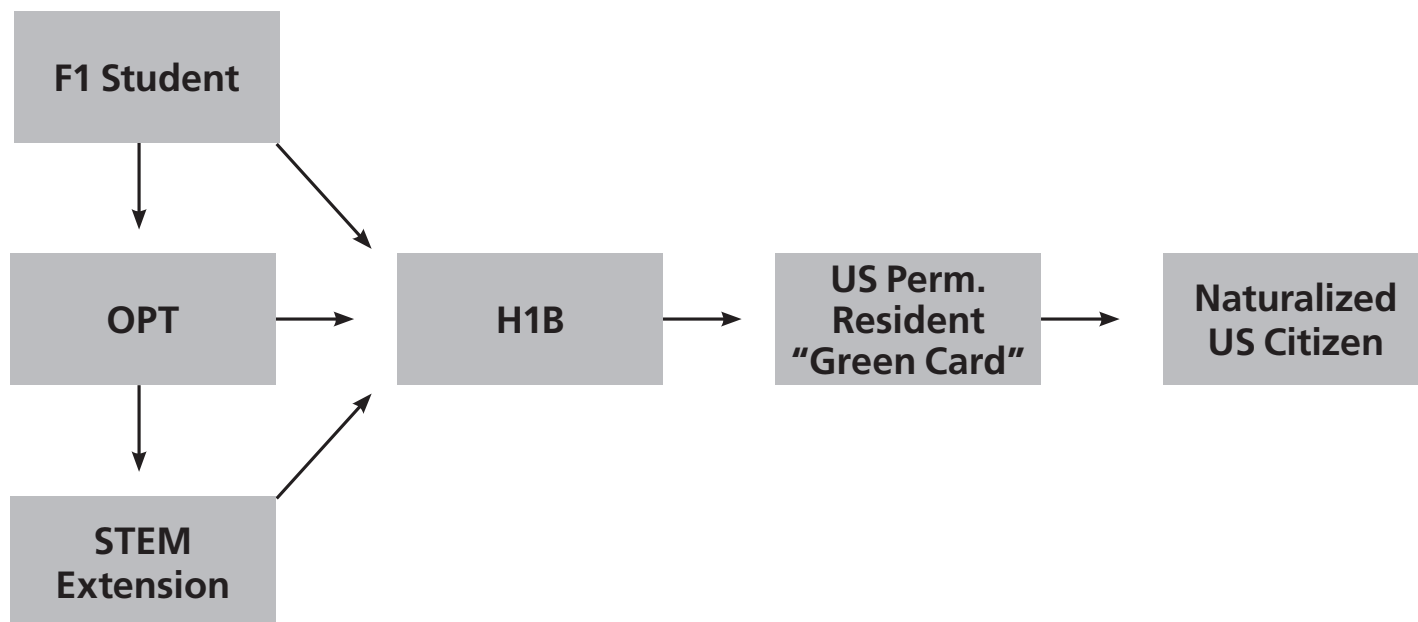 F1 Student
OPT
H1B
US Perm.
Resident
“Green Card”
Naturalized
US Citizen
STEM
Extension